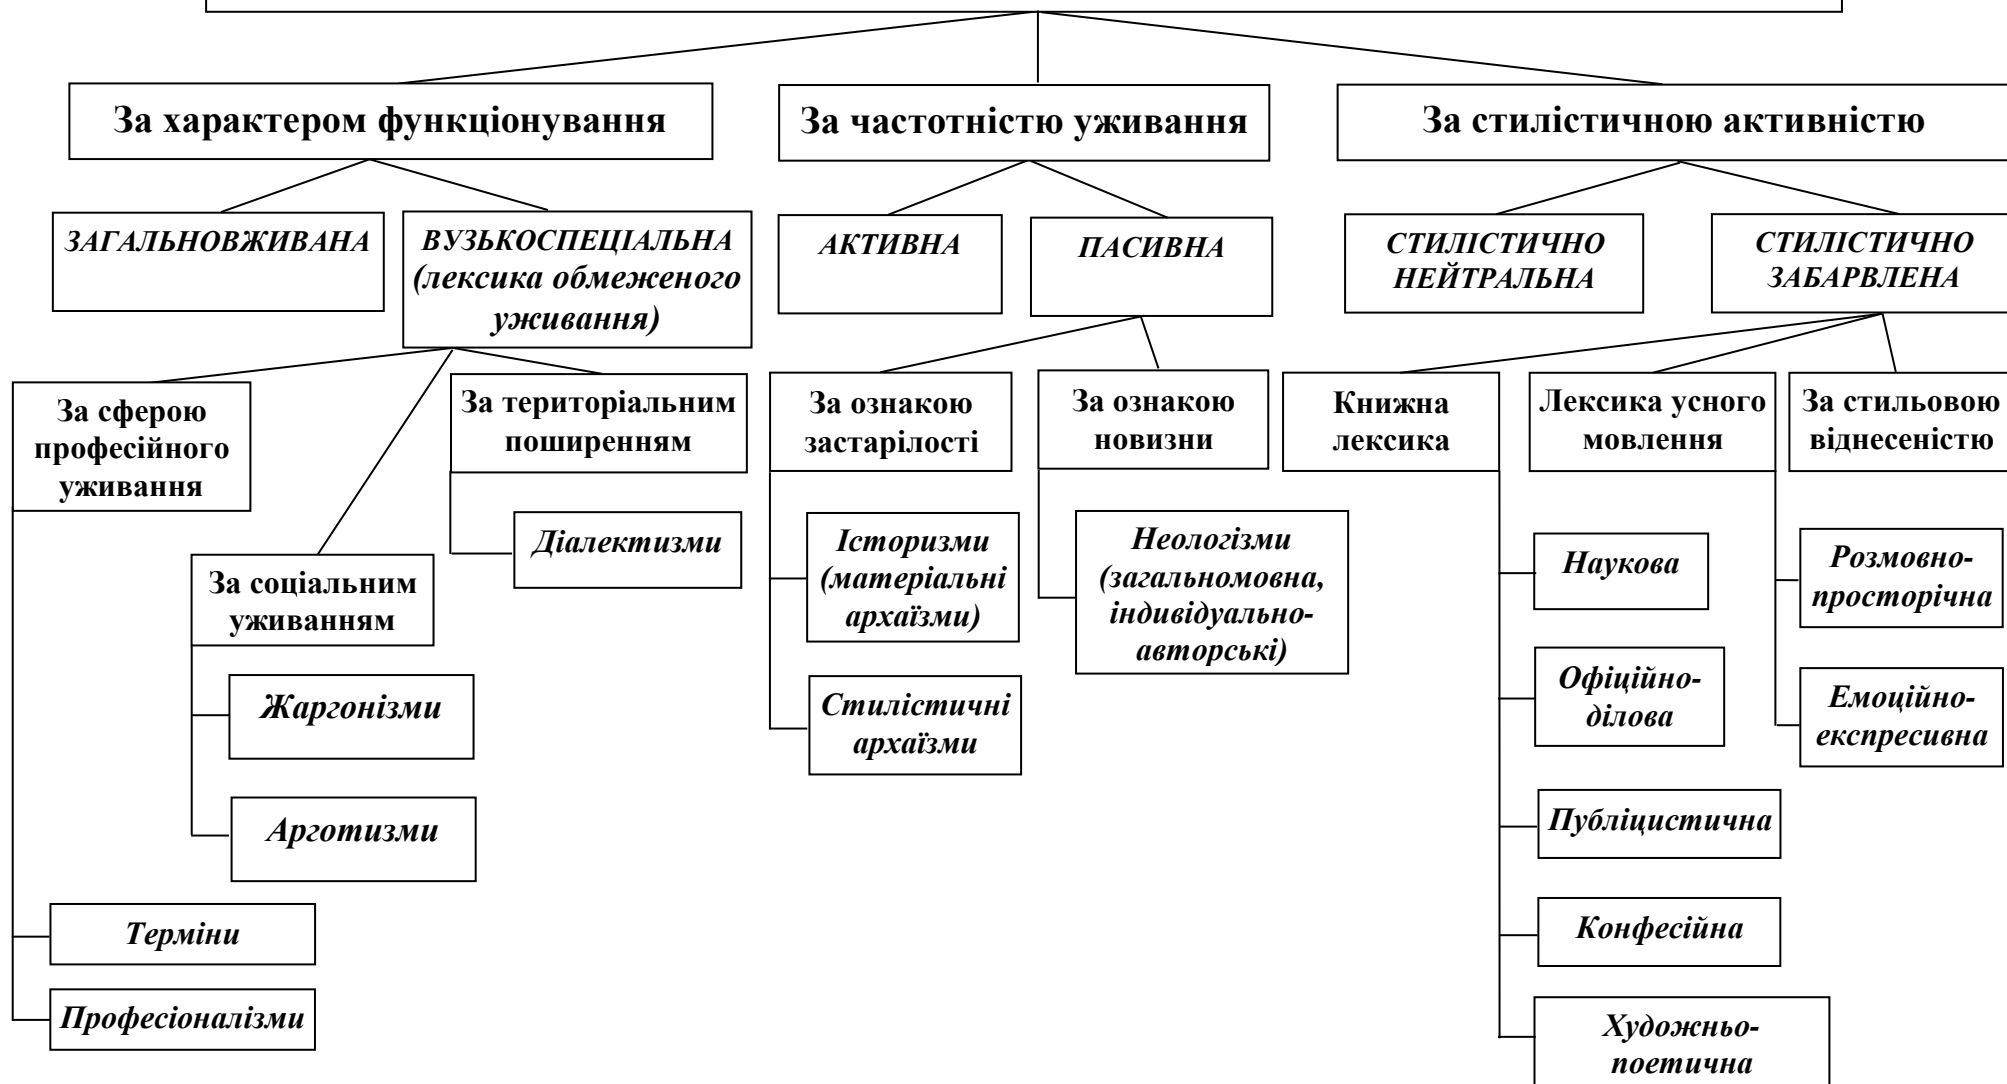 За характером функціонування
За частотністю уживання
За стилістичною активністю
ЗАГАЛЬНОВЖИВАНА
ВУЗЬКОСПЕЦІАЛЬНА
(лексика обмеженого
уживання)
АКТИВНА
ПАСИВНА
СТИЛІСТИЧНО
НЕЙТРАЛЬНА
СТИЛІСТИЧНО
ЗАБАРВЛЕНА
За сферою
професійного
уживання
За територіальним
поширенням
За ознакою
застарілості
За ознакою
новизни
Книжна
лексика
Лексика усного
мовлення
За стильовою
віднесеністю
Діалектизми
За соціальним
уживанням
Історизми
(матеріальні
архаїзми)
Неологізми
(загальномовна,
індивідуально-
авторські)
Наукова
Розмовно-
просторічна
Жаргонізми
Стилістичні
архаїзми
Офіційно-
ділова
Емоційно-
експресивна
Арготизми
Публіцистична
Терміни
Конфесійна
Професіоналізми
Художньо-
поетична